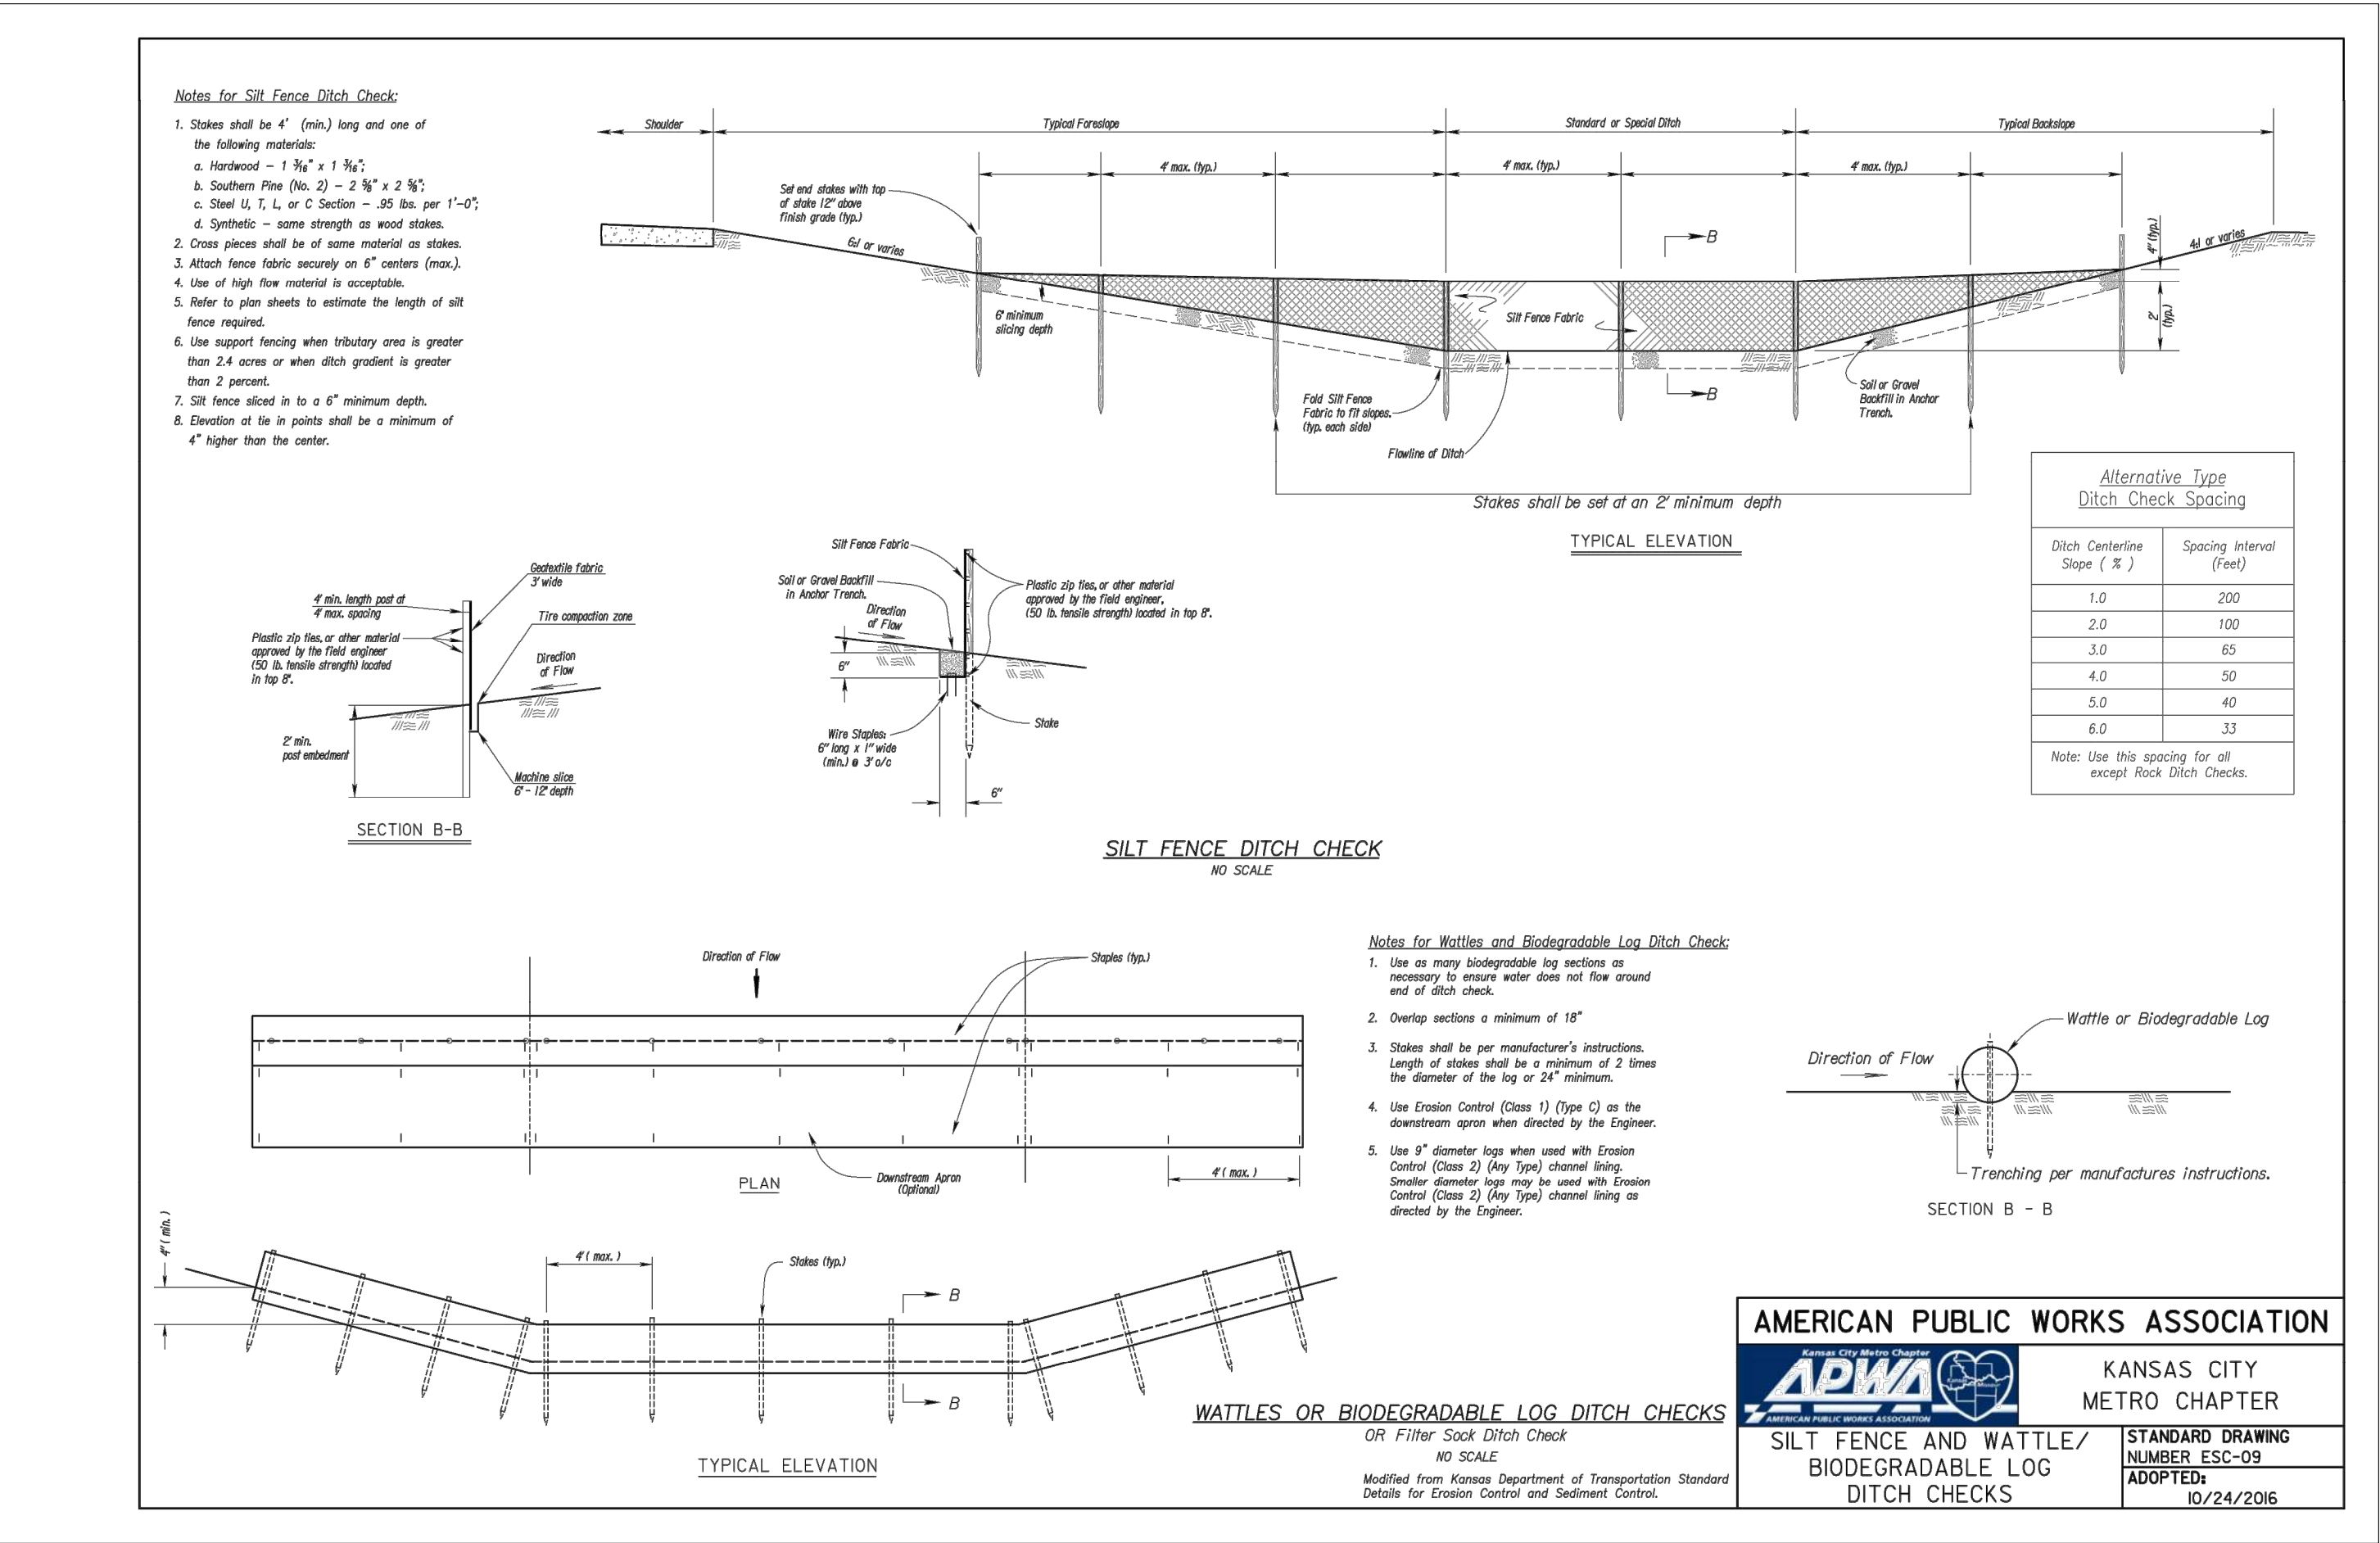 Notes for Silt Fence Ditch Check:
1. Stakes shall be 4' (min.) long and one of
the following materials:
a. Hardwood – 1 3/16" x 1 3/16";
b. Southern Pine (No. 2) – 2 5/8" x 2 5/8";
c. Steel U, T, L, or C Section – .95 lbs. per 1'-0";
d. Synthetic – same strength as wood stakes.
2. Cross pieces shall be of same material as stakes.
3. Attach fence fabric securely on 6" centers (max.).
4. Use of high flow material is acceptable.
5. Refer to plan sheets to estimate the length of silt
fence required.
6. Use support fencing when tributary area is greater
than 2.4 acres or when ditch gradient is greater
than 2 percent.
7. Silt fence sliced in to a 6" minimum depth.
8. Elevation at tie in points shall be a minimum of
4" higher than the center.
Shoulder
Typical Foreslope
Standard or Special Ditch
Typical Backslope
4' max. (typ.)
4' max. (typ.)
4' max. (typ.)
Set end stakes with top
of stake 12" above
finish grade (typ.)
6:1 or varies
B
4" (typ.)
4:1 or varies
6" minimum
slicing depth
Silt Fence Fabric
2'
(typ.)
B
Fold Silt Fence
Fabric to fit slopes.
(typ. each side)
Soil or Gravel
Backfill in Anchor
Trench.
Flowline of Ditch
Stakes shall be set at an 2' minimum depth
TYPICAL ELEVATION
Alternative Type
Ditch Check Spacing
Ditch Centerline
Slope ( % )
Spacing Interval
(Feet)
1.0 200
2.0 100
3.0 65
4.0 50
5.0 40
6.0 33
Note: Use this spacing for all
except Rock Ditch Checks.
Geotextile fabric
3' wide
4' min. length post at
4' max. spacing
Tire compaction zone
Plastic zip ties, or other material
approved by the field engineer
(50 lb. tensile strength) located
in top 8".
Direction
of Flow
2' min.
post embedment
Machine slice
6" - 12" depth
SECTION B-B
Silt Fence Fabric
Soil or Gravel Backfill
in Anchor Trench.
Plastic zip ties, or other material
approved by the field engineer,
(50 lb. tensile strength) located in top 8".
Direction
of Flow
6"
Stake
Wire Staples:
6" long x 1" wide
(min.) @ 3' o/c
6"
SILT FENCE DITCH CHECK
NO SCALE
Direction of Flow
Staples (typ.)
PLAN
Downstream Apron
(Optional)
4' ( max. )
4" ( min. )
4' ( max. )
Stakes (typ.)
B
B
TYPICAL ELEVATION
Notes for Wattles and Biodegradable Log Ditch Check:
1. Use as many biodegradable log sections as
necessary to ensure water does not flow around
end of ditch check.
2. Overlap sections a minimum of 18"
3. Stakes shall be per manufacturer's instructions.
Length of stakes shall be a minimum of 2 times
the diameter of the log or 24" minimum.
4. Use Erosion Control (Class 1) (Type C) as the
downstream apron when directed by the Engineer.
5. Use 9" diameter logs when used with Erosion
Control (Class 2) (Any Type) channel lining.
Smaller diameter logs may be used with Erosion
Control (Class 2) (Any Type) channel lining as
directed by the Engineer.
Wattle or Biodegradable Log
Direction of Flow
Trenching per manufactures instructions.
SECTION B - B
WATTLES OR BIODEGRADABLE LOG DITCH CHECKS
OR Filter Sock Ditch Check
NO SCALE
Modified from Kansas Department of Transportation Standard
Details for Erosion Control and Sediment Control.
AMERICAN PUBLIC WORKS ASSOCIATION
Kansas City Metro Chapter
APWA
AMERICAN PUBLIC WORKS ASSOCIATION
KANSAS CITY
METRO CHAPTER
SILT FENCE AND WATTLE/
BIODEGRADABLE LOG
DITCH CHECKS
STANDARD DRAWING
NUMBER ESC-09
ADOPTED:
10/24/2016